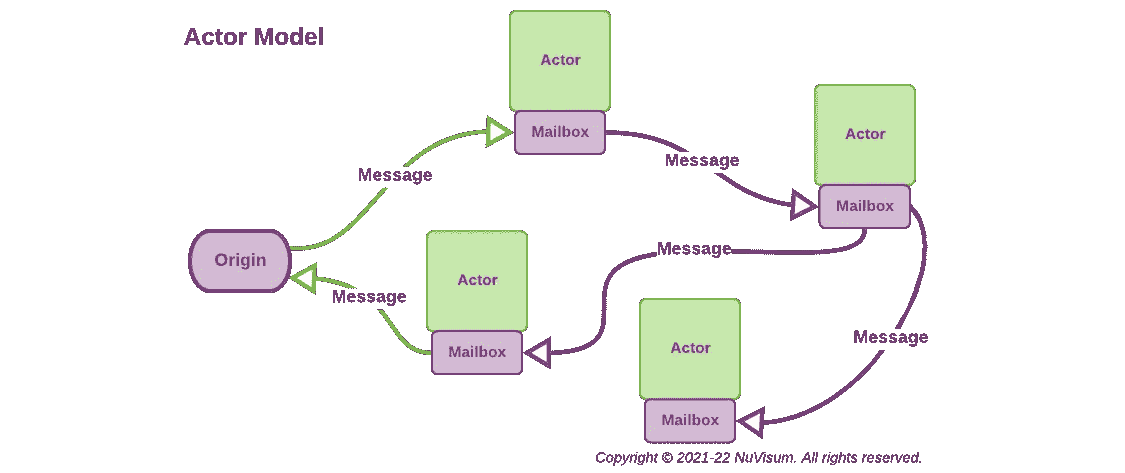 Actor Model
Actor
Mailbox
Message
Message
Actor
Mailbox
Origin
Message
Message
Actor
Mailbox
Actor
Mailbox
Message
Copyright © 2021-22 NuVisum. All rights reserved.